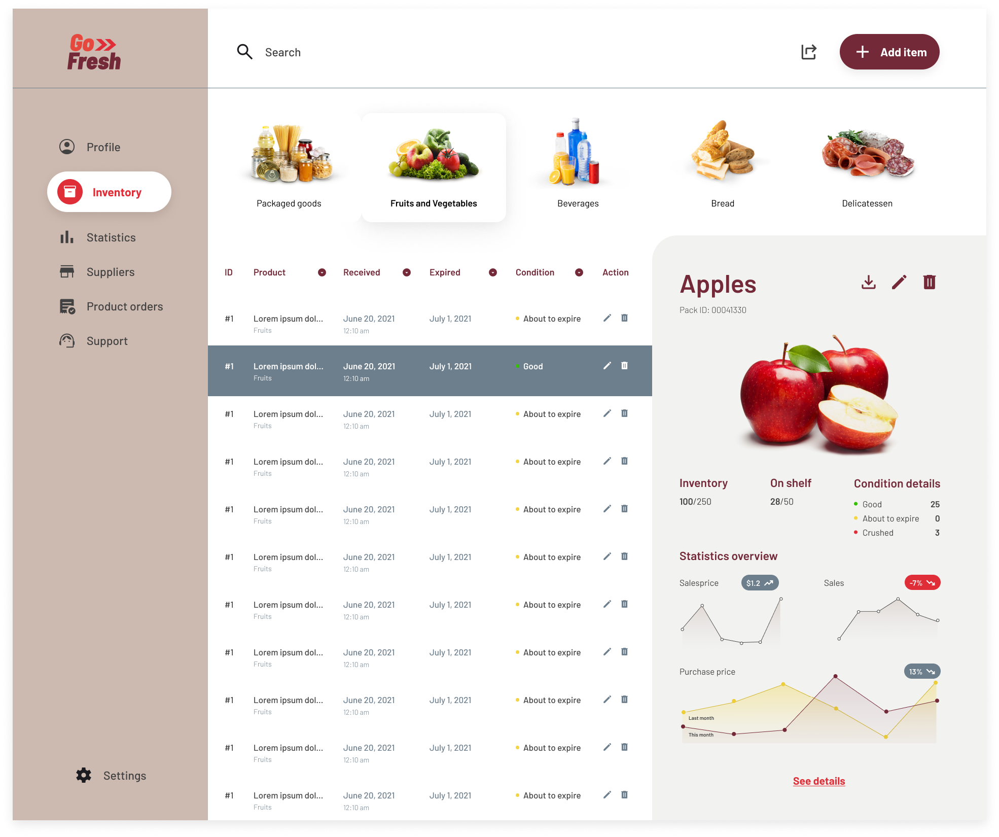 Go
Fresh
Search
Add item
Profile
Inventory
Statistics
Suppliers
Product orders
Support
Settings
Packaged goods
Fruits and Vegetables
Beverages
Bread
Delicatessen
ID Product Received Expired Condition Action
#1 Lorem ipsum dol... June 20, 2021 July 1, 2021 About to expire
Fruits 12:10 am
#1 Lorem ipsum dol... June 20, 2021 July 1, 2021 Good
Fruits 12:10 am
#1 Lorem ipsum dol... June 20, 2021 July 1, 2021 About to expire
Fruits 12:10 am
#1 Lorem ipsum dol... June 20, 2021 July 1, 2021 About to expire
Fruits 12:10 am
#1 Lorem ipsum dol... June 20, 2021 July 1, 2021 About to expire
Fruits 12:10 am
#1 Lorem ipsum dol... June 20, 2021 July 1, 2021 About to expire
Fruits 12:10 am
#1 Lorem ipsum dol... June 20, 2021 July 1, 2021 About to expire
Fruits 12:10 am
#1 Lorem ipsum dol... June 20, 2021 July 1, 2021 About to expire
Fruits 12:10 am
#1 Lorem ipsum dol... June 20, 2021 July 1, 2021 About to expire
Fruits 12:10 am
#1 Lorem ipsum dol... June 20, 2021 July 1, 2021 About to expire
Fruits 12:10 am
#1 Lorem ipsum dol... June 20, 2021 July 1, 2021 About to expire
Fruits 12:10 am
Apples
Pack ID: 00041330
Inventory
100/250
On shelf
28/50
Condition details
Good 25
About to expire 0
Crushed 3
Statistics overview
Salesprice $1.2
Sales -7%
Purchase price 13%
Last month
This month
See details